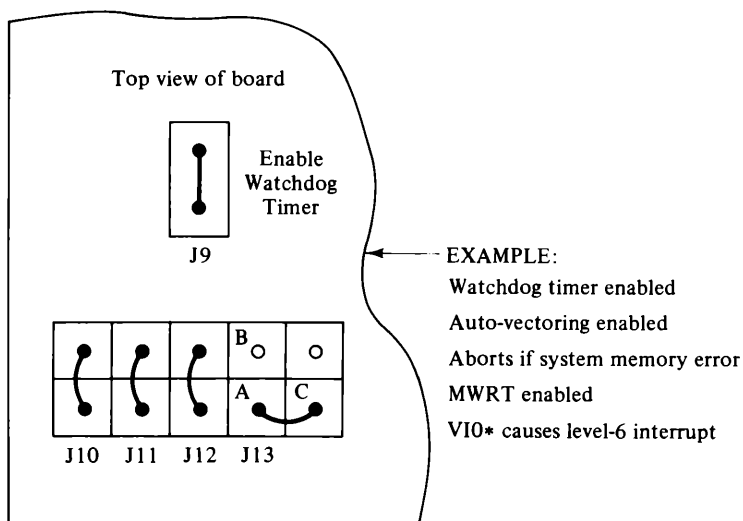 Top view of board
Enable
Watchdog
Timer
J9
EXAMPLE:
Watchdog timer enabled
Auto-vectoring enabled
Aborts if system memory error
MWRT enabled
VI0* causes level-6 interrupt
B
A
C
J10
J11
J12
J13